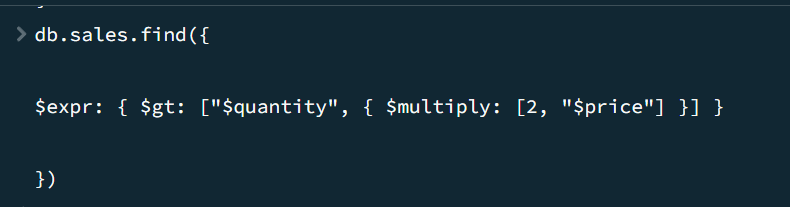 db.sales.find({
$expr: { $gt: ["$quantity", { $multiply: [2, "$price"] }] }
})